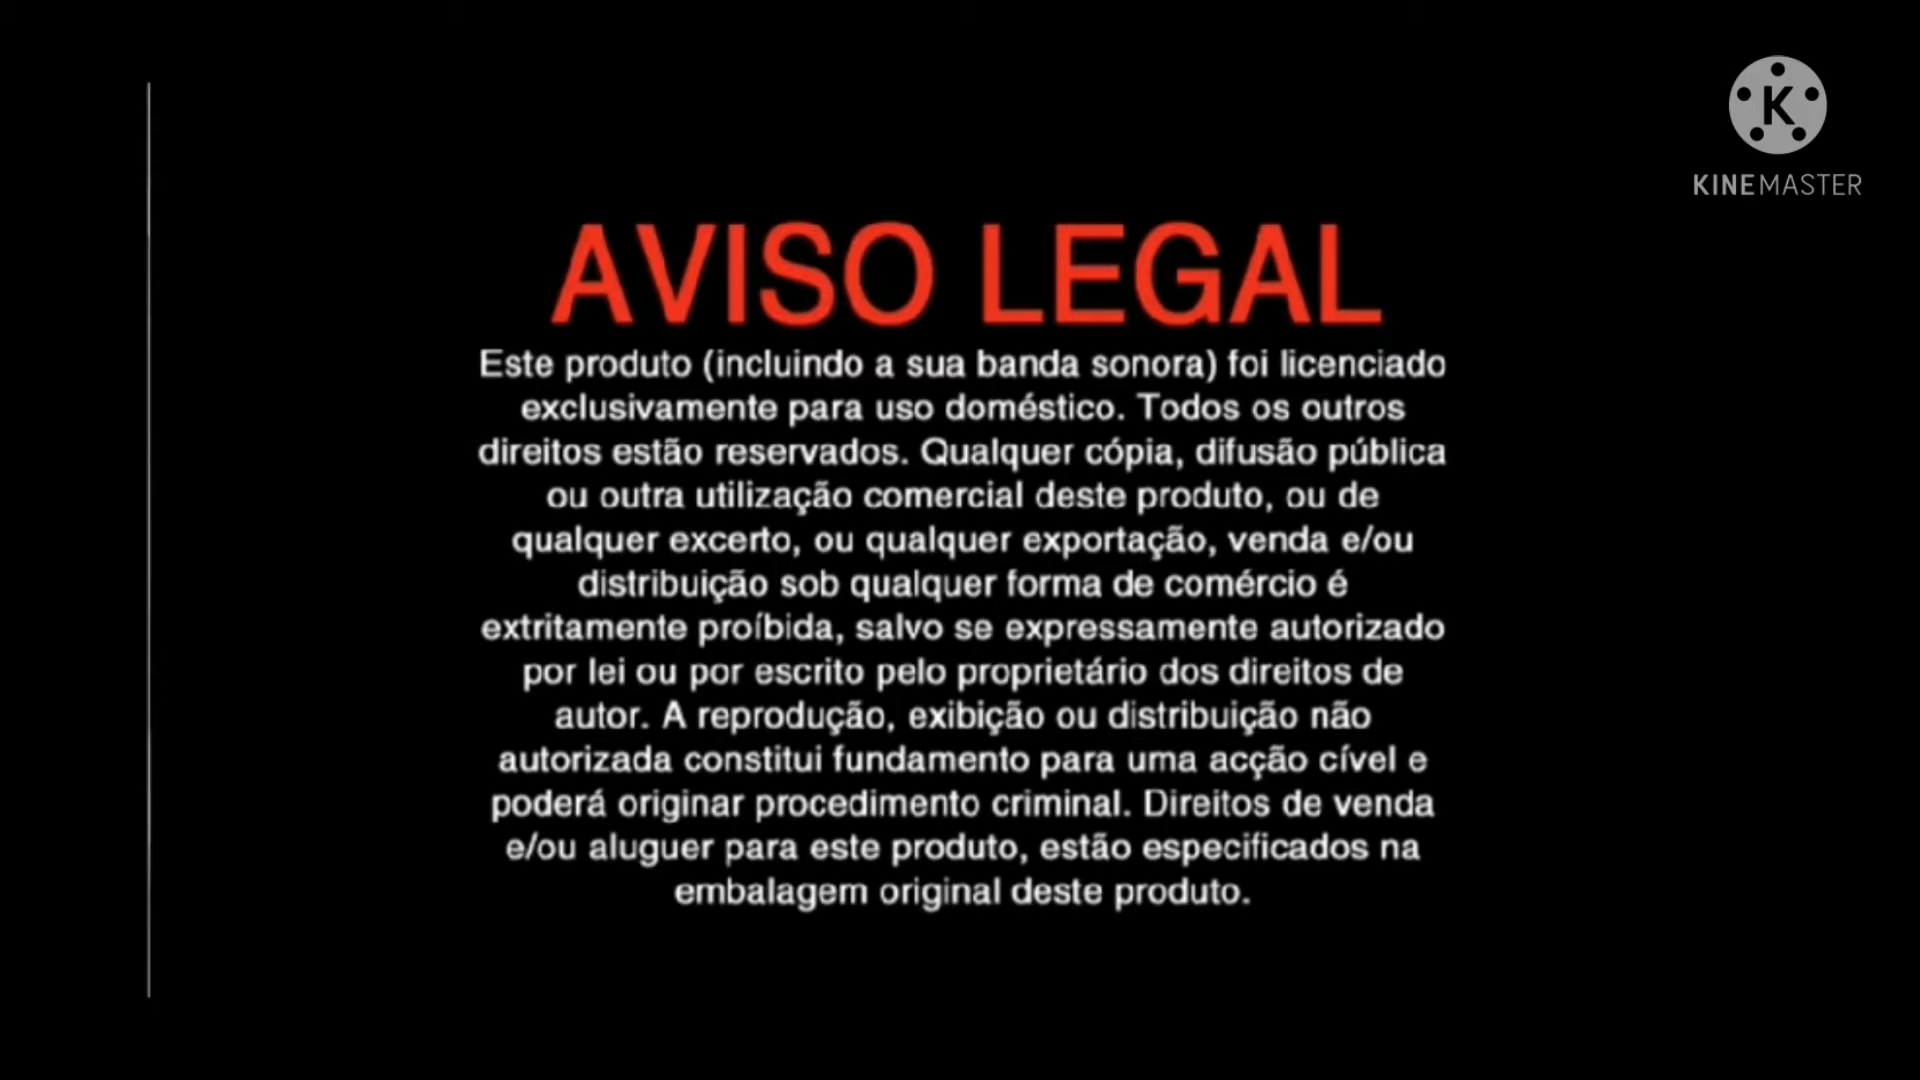 K
KINEMASTER
AVISO LEGAL
Este produto (incluindo a sua banda sonora) foi licenciado
exclusivamente para uso doméstico. Todos os outros
direitos estão reservados. Qualquer cópia, difusão pública
ou outra utilização comercial deste produto, ou de
qualquer excerto, ou qualquer exportação, venda e/ou
distribuição sob qualquer forma de comércio é
extritamente proíbida, salvo se expressamente autorizado
por lei ou por escrito pelo proprietário dos direitos de
autor. A reprodução, exibição ou distribuição não
autorizada constitui fundamento para uma acção cível e
poderá originar procedimento criminal. Direitos de venda
e/ou aluguer para este produto, estão especificados na
embalagem original deste produto.